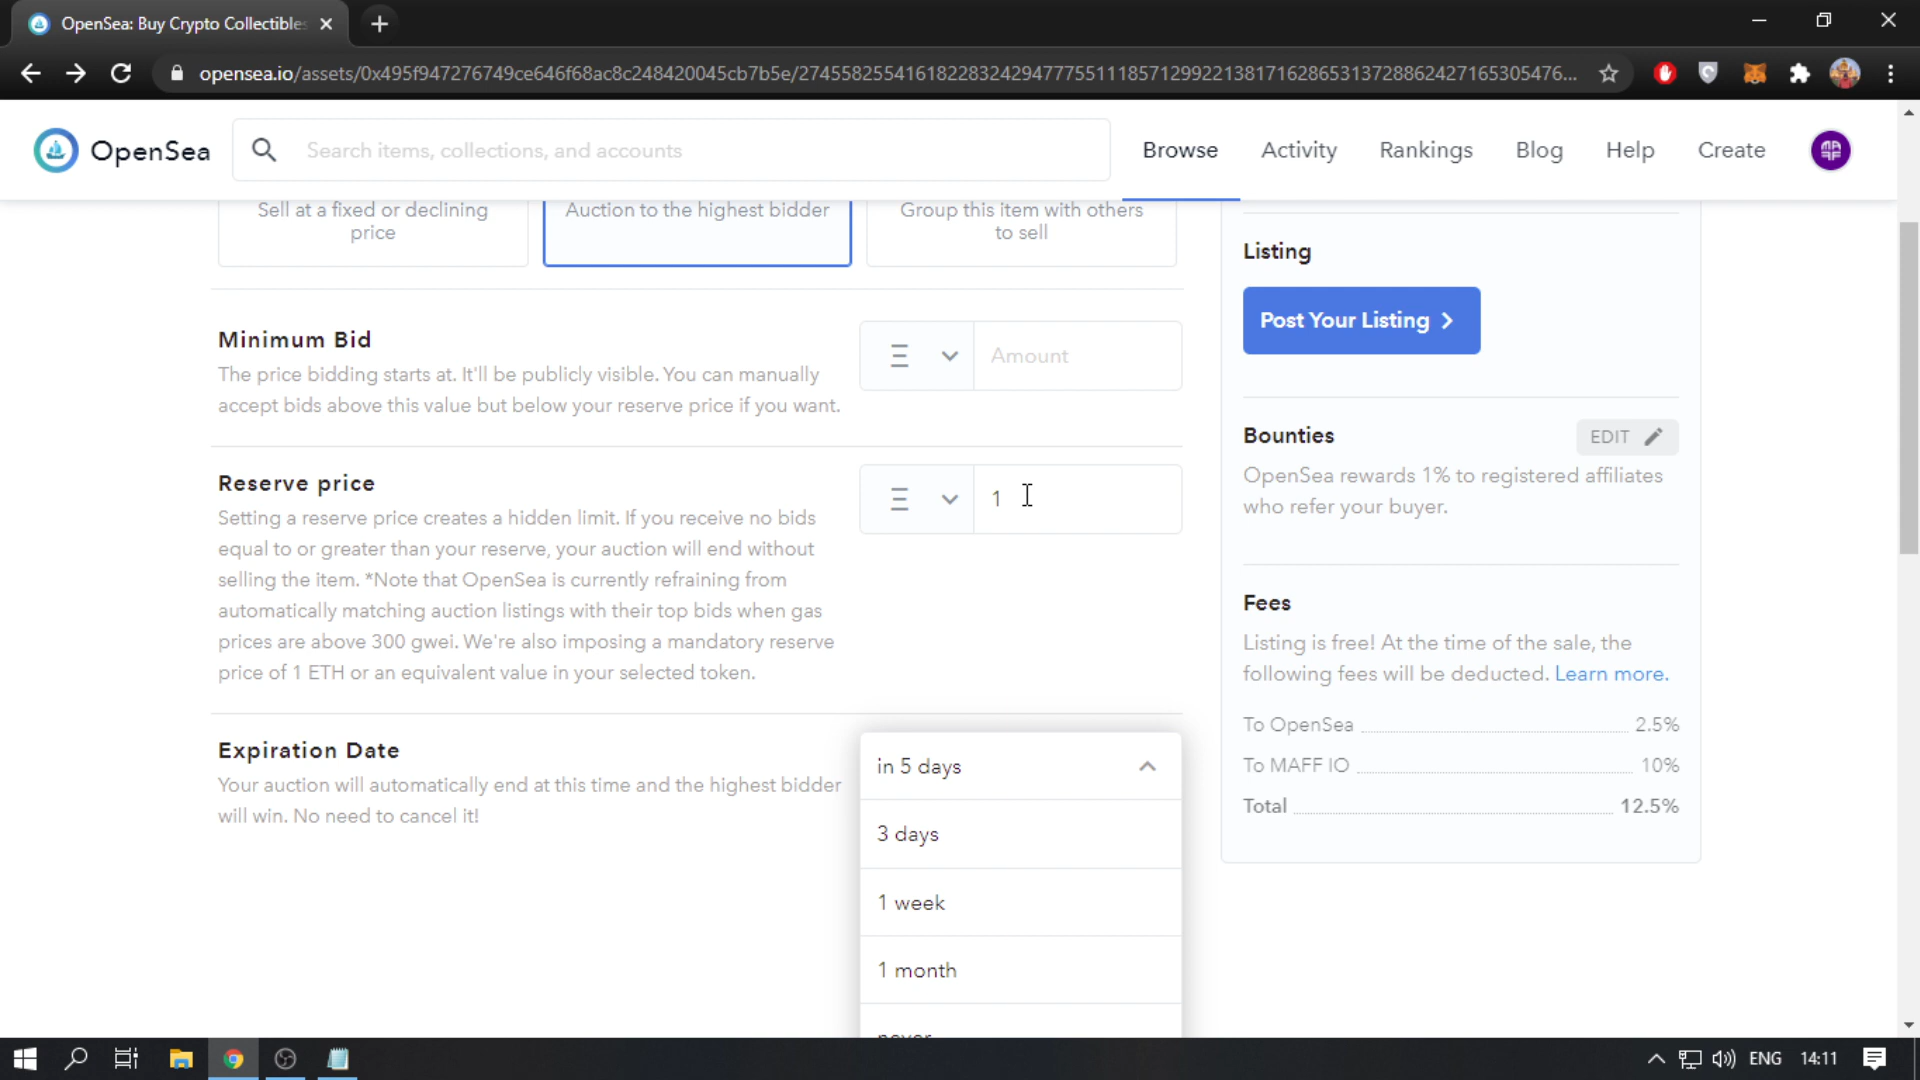 OpenSea: Buy Crypto Collectibles
opensea.io/assets/0x495f947276749ce646f68ac8c248420045cb7b5e/27455825541618228324294777551118571299221381716286531372886242716530547​6...
OpenSea
Search items, collections, and accounts
Browse
Activity
Rankings
Blog
Help
Create
Sell at a fixed or declining
price
Auction to the highest bidder
Group this item with others
to sell
Minimum Bid
The price bidding starts at. It'll be publicly visible. You can manually
accept bids above this value but below your reserve price if you want.
Amount
Reserve price
Setting a reserve price creates a hidden limit. If you receive no bids
equal to or greater than your reserve, your auction will end without
selling the item. *Note that OpenSea is currently refraining from
automatically matching auction listings with their top bids when gas
prices are above 300 gwei. We're also imposing a mandatory reserve
price of 1 ETH or an equivalent value in your selected token.
1
Expiration Date
Your auction will automatically end at this time and the highest bidder
will win. No need to cancel it!
in 5 days
3 days
1 week
1 month
never
Listing
Post Your Listing
Bounties
EDIT
OpenSea rewards 1% to registered affiliates
who refer your buyer.
Fees
Listing is free! At the time of the sale, the
following fees will be deducted. Learn more.
To OpenSea 2.5%
To MAFF IO 10%
Total 12.5%
ENG
14:11